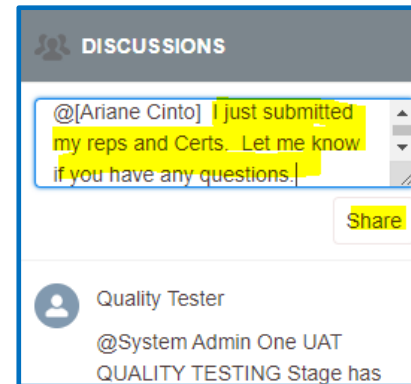 DISCUSSIONS
@[Ariane Cinto]  I just submitted
my reps and Certs.  Let me know
if you have any questions.
Share
Quality Tester
@System Admin One UAT
QUALITY TESTING Stage has